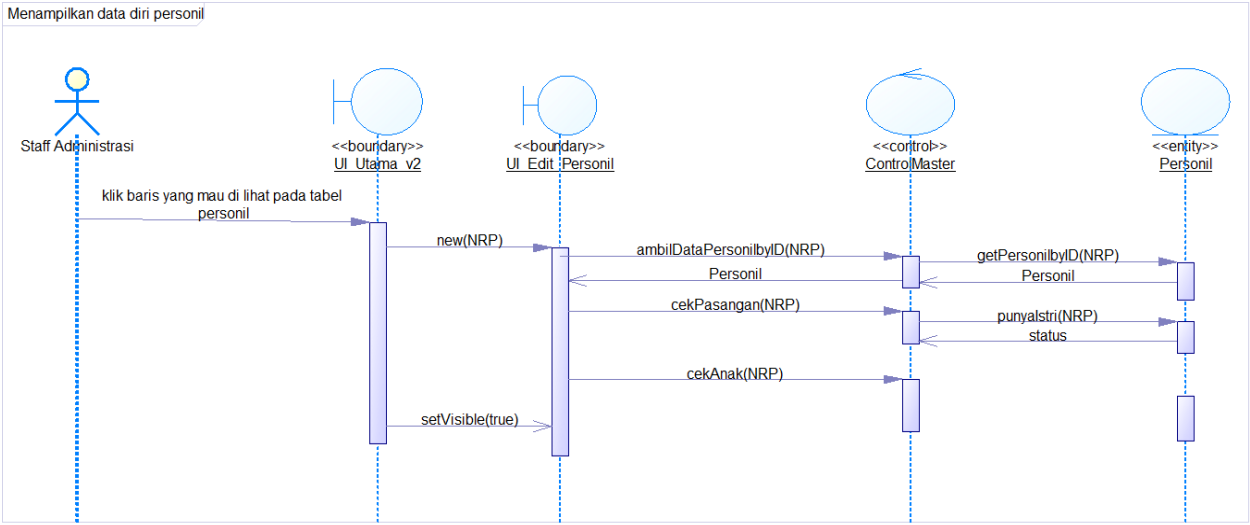 Menampilkan data diri personil
Staff Administrasi
<<boundary>>
UI_Utama_v2
<<boundary>>
UI_Edit_Personil
<<control>>
ControlMaster
<<entity>>
Personil
klik baris yang mau di lihat pada tabel
personil
new(NRP)
ambilDataPersonilbyID(NRP)
getPersonilbyID(NRP)
Personil
Personil
cekPasangan(NRP)
punyaIstri(NRP)
status
cekAnak(NRP)
setVisible(true)